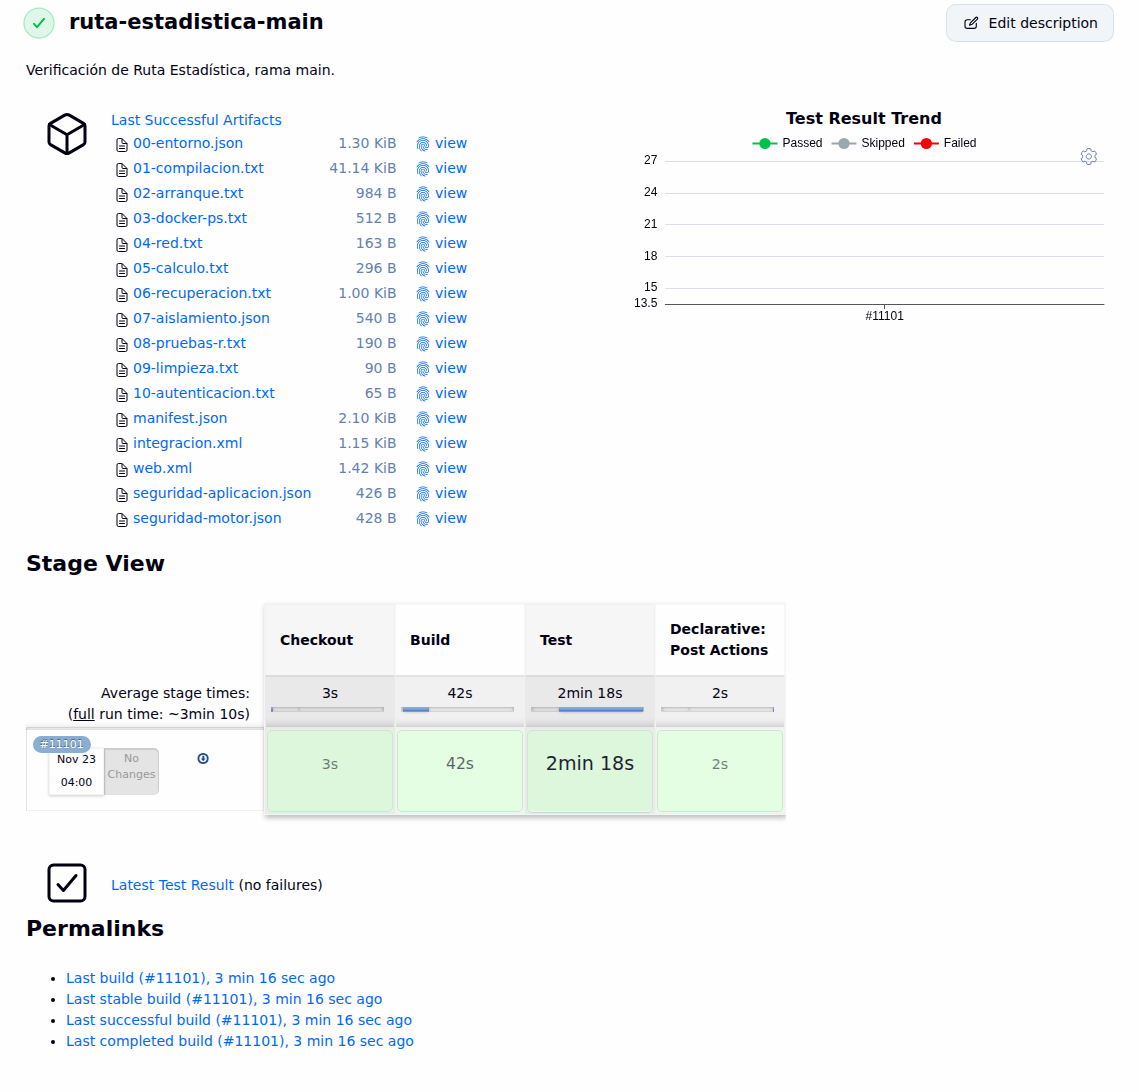 ruta-estadistica-main
Edit description
Verificación de Ruta Estadística, rama main.
Last Successful Artifacts
00-entorno.json 1.30 KiB view
01-compilacion.txt 41.14 KiB view
02-arranque.txt 984 B view
03-docker-ps.txt 512 B view
04-red.txt 163 B view
05-calculo.txt 296 B view
06-recuperacion.txt 1.00 KiB view
07-aislamiento.json 540 B view
08-pruebas-r.txt 190 B view
09-limpieza.txt 90 B view
10-autenticacion.txt 65 B view
manifest.json 2.10 KiB view
integracion.xml 1.15 KiB view
web.xml 1.42 KiB view
seguridad-aplicacion.json 426 B view
seguridad-motor.json 428 B view
Test Result Trend
Passed Skipped Failed
27
24
21
18
15
13.5
#11101
Stage View
Checkout Build Test Declarative: Post Actions
Average stage times: 3s 42s 2min 18s 2s
(full run time: ~3min 10s)
#11101
Nov 23
04:00
No
Changes
3s 42s 2min 18s 2s
Latest Test Result (no failures)
Permalinks
Last build (#11101), 3 min 16 sec ago
Last stable build (#11101), 3 min 16 sec ago
Last successful build (#11101), 3 min 16 sec ago
Last completed build (#11101), 3 min 16 sec ago